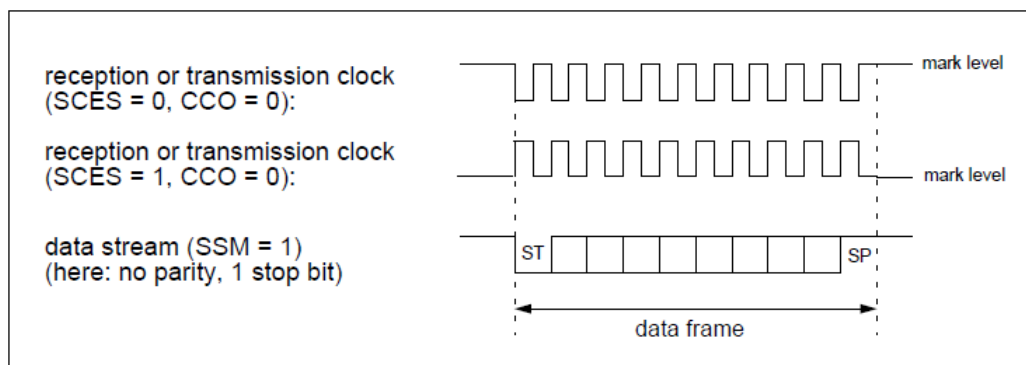 reception or transmission clock
(SCES = 0, CCO = 0):
mark level
reception or transmission clock
(SCES = 1, CCO = 0):
mark level
data stream (SSM = 1)
(here: no parity, 1 stop bit)
ST
SP
data frame